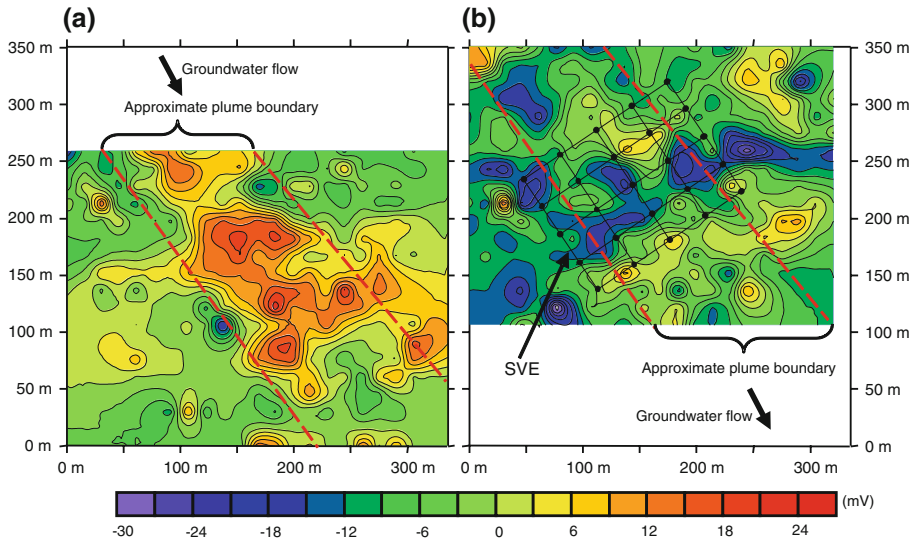 (a)
(b)
350 m
300 m
250 m
200 m
150 m
100 m
50 m
0 m
Groundwater flow
Approximate plume boundary
0 m 100 m 200 m 300 m
350 m
300 m
250 m
200 m
150 m
100 m
50 m
0 m
SVE
Approximate plume boundary
Groundwater flow
0 m 100 m 200 m 300 m
(mV)
-30 -24 -18 -12 -6 0 6 12 18 24